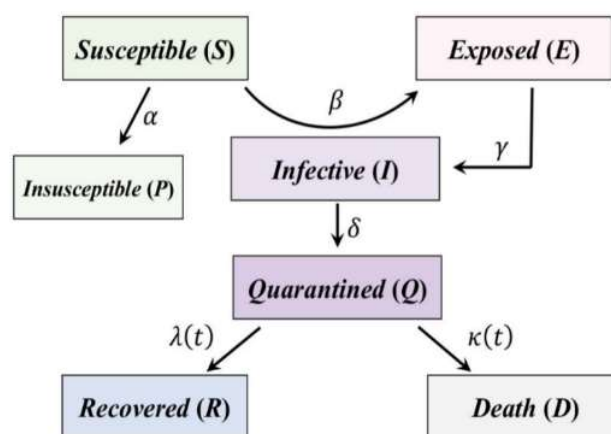 Susceptible (S)
Exposed (E)
α
β
Insusceptible (P)
Infective (I)
γ
δ
Quarantined (Q)
λ(t)
κ(t)
Recovered (R)
Death (D)